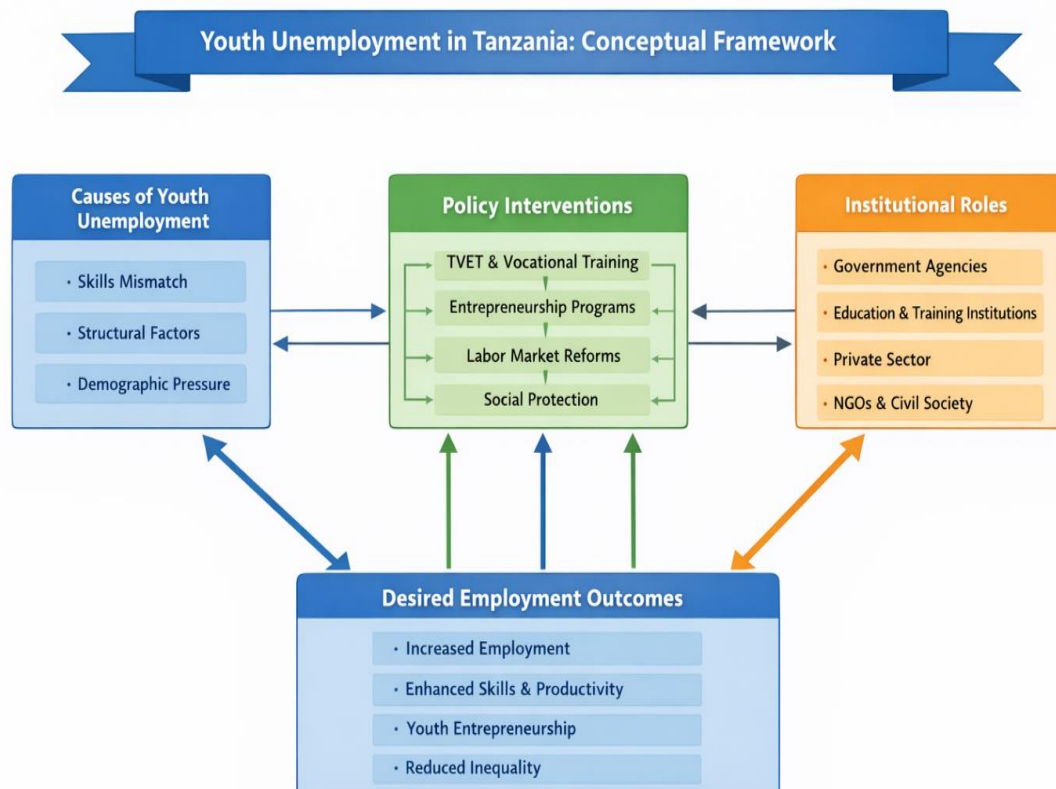 Youth Unemployment in Tanzania: Conceptual Framework
Causes of Youth
Unemployment
· Skills Mismatch
· Structural Factors
· Demographic Pressure
Policy Interventions
TVET & Vocational Training
Entrepreneurship Programs
Labor Market Reforms
Social Protection
Institutional Roles
· Government Agencies
· Education & Training Institutions
· Private Sector
· NGOs & Civil Society
Desired Employment Outcomes
· Increased Employment
· Enhanced Skills & Productivity
· Youth Entrepreneurship
· Reduced Inequality